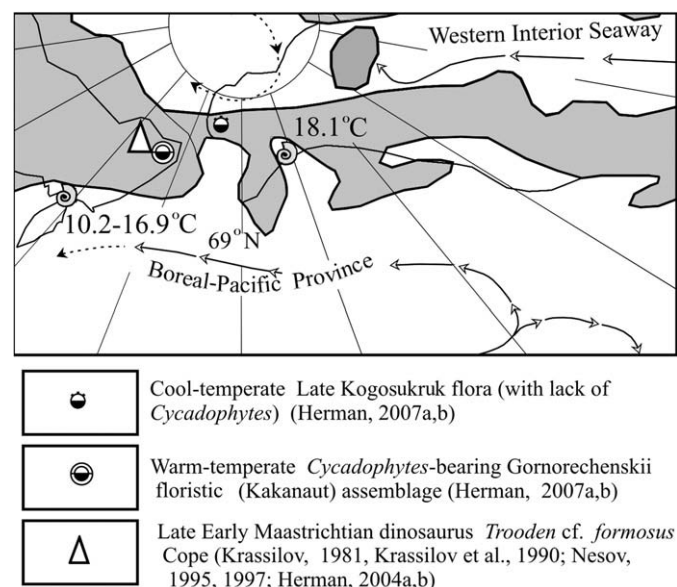 Western Interior Seaway
18.1°C
10.2-16.9°C
69°N
Boreal-Pacific Province
Cool-temperate Late Kogosukruk flora (with lack of
Cycadophytes) (Herman, 2007a,b)
Warm-temperate Cycadophytes-bearing Gornorechenskii
floristic (Kakanaut) assemblage (Herman, 2007a,b)
Late Early Maastrichtian dinosaurus Trooden cf. formosus
Cope (Krassilov, 1981, Krassilov et al., 1990; Nesov,
1995, 1997; Herman, 2004a,b)